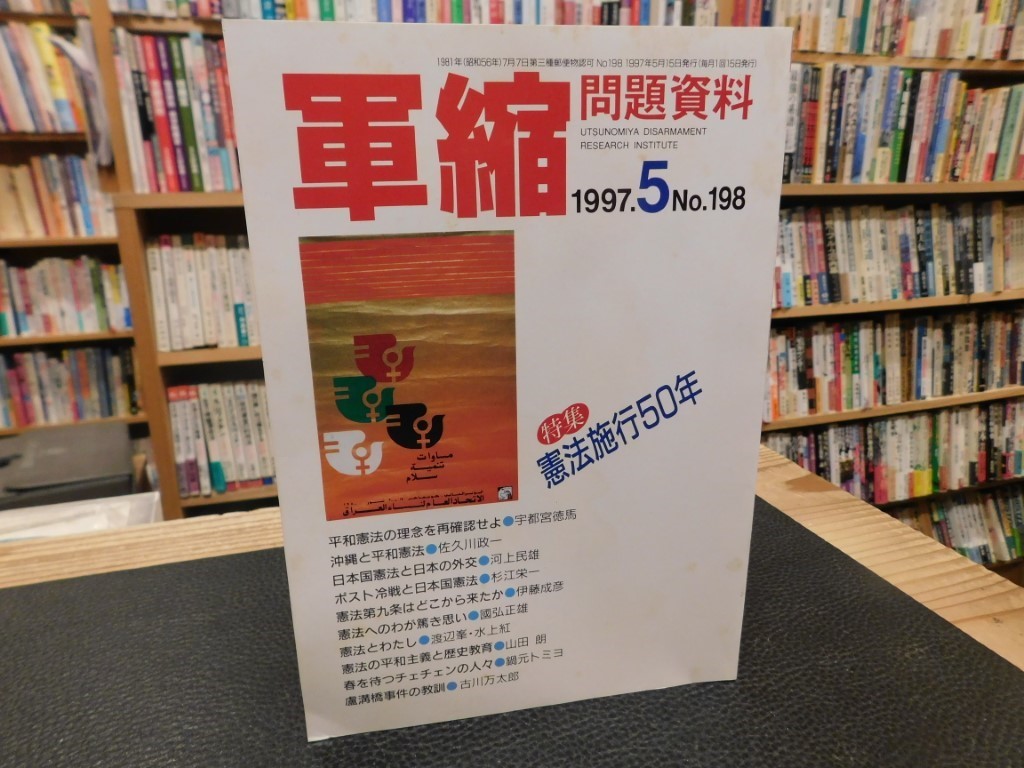 1981年(昭和56年)7月7日第三種郵便物認可 No198 1997年5月15日発行(毎月1回15日発行)
軍縮
問題資料
UTSUNOMIYA DISARMAMENT
RESEARCH INSTITUTE
1997.5 No.198
مساوات
تنمية
سلام
الاتحاد العام لنساء العراق
特集
憲法施行50年
平和憲法の理念を再確認せよ●宇都宮徳馬
沖縄と平和憲法●佐久川政一
日本国憲法と日本の外交●河上民雄
ポスト冷戦と日本国憲法●杉江栄一
憲法第九条はどこから来たか●伊藤成彦
憲法へのわが篤き思い●國弘正雄
憲法とわたし●渡辺峯・水上紅
憲法の平和主義と歴史教育●山田 朗
春を待つチェチェンの人々●鍋元トミヨ
盧溝橋事件の教訓●古川万太郎